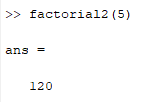 >> factorial2(5)
ans =
120